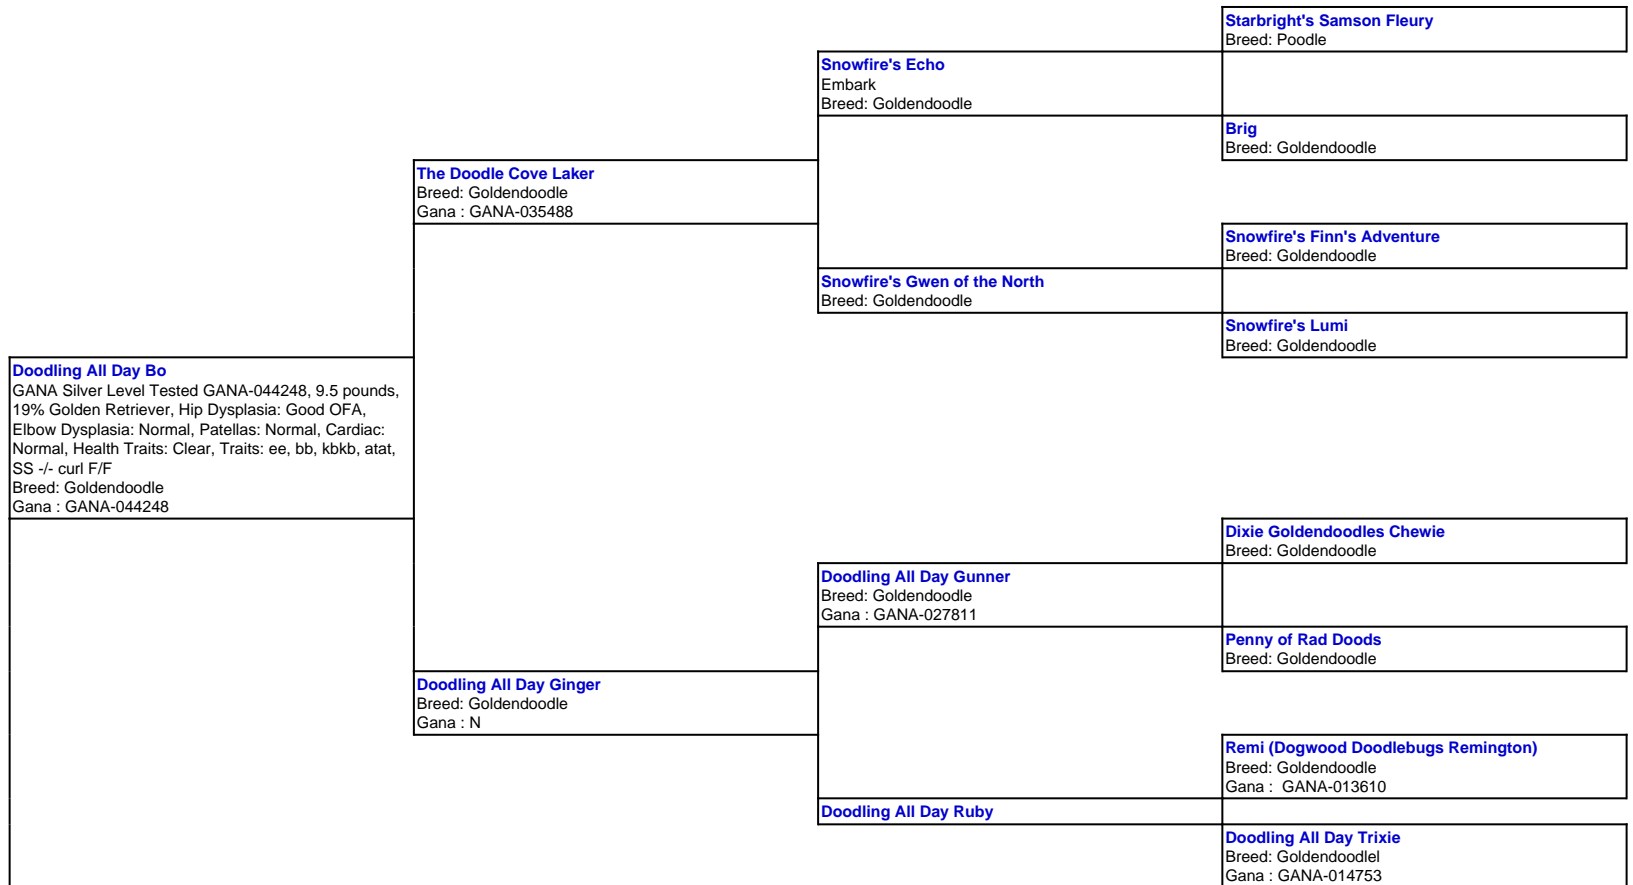 Starbright's Samson Fleury
Breed: Poodle
Snowfire's Echo
Embark
Breed: Goldendoodle
Brig
Breed: Goldendoodle
The Doodle Cove Laker
Breed: Goldendoodle
Gana : GANA-035488
Snowfire's Finn's Adventure
Breed: Goldendoodle
Snowfire's Gwen of the North
Breed: Goldendoodle
Snowfire's Lumi
Breed: Goldendoodle
Doodling All Day Bo
GANA Silver Level Tested GANA-044248, 9.5 pounds,
19% Golden Retriever, Hip Dysplasia: Good OFA,
Elbow Dysplasia: Normal, Patellas: Normal, Cardiac:
Normal, Health Traits: Clear, Traits: ee, bb, kbkb, atat,
SS -/- curl F/F
Breed: Goldendoodle
Gana : GANA-044248
Dixie Goldendoodles Chewie
Breed: Goldendoodle
Doodling All Day Gunner
Breed: Goldendoodle
Gana : GANA-027811
Penny of Rad Doods
Breed: Goldendoodle
Doodling All Day Ginger
Breed: Goldendoodle
Gana : N
Remi (Dogwood Doodlebugs Remington)
Breed: Goldendoodle
Gana :  GANA-013610
Doodling All Day Ruby
Doodling All Day Trixie
Breed: Goldendoodlel
Gana : GANA-014753